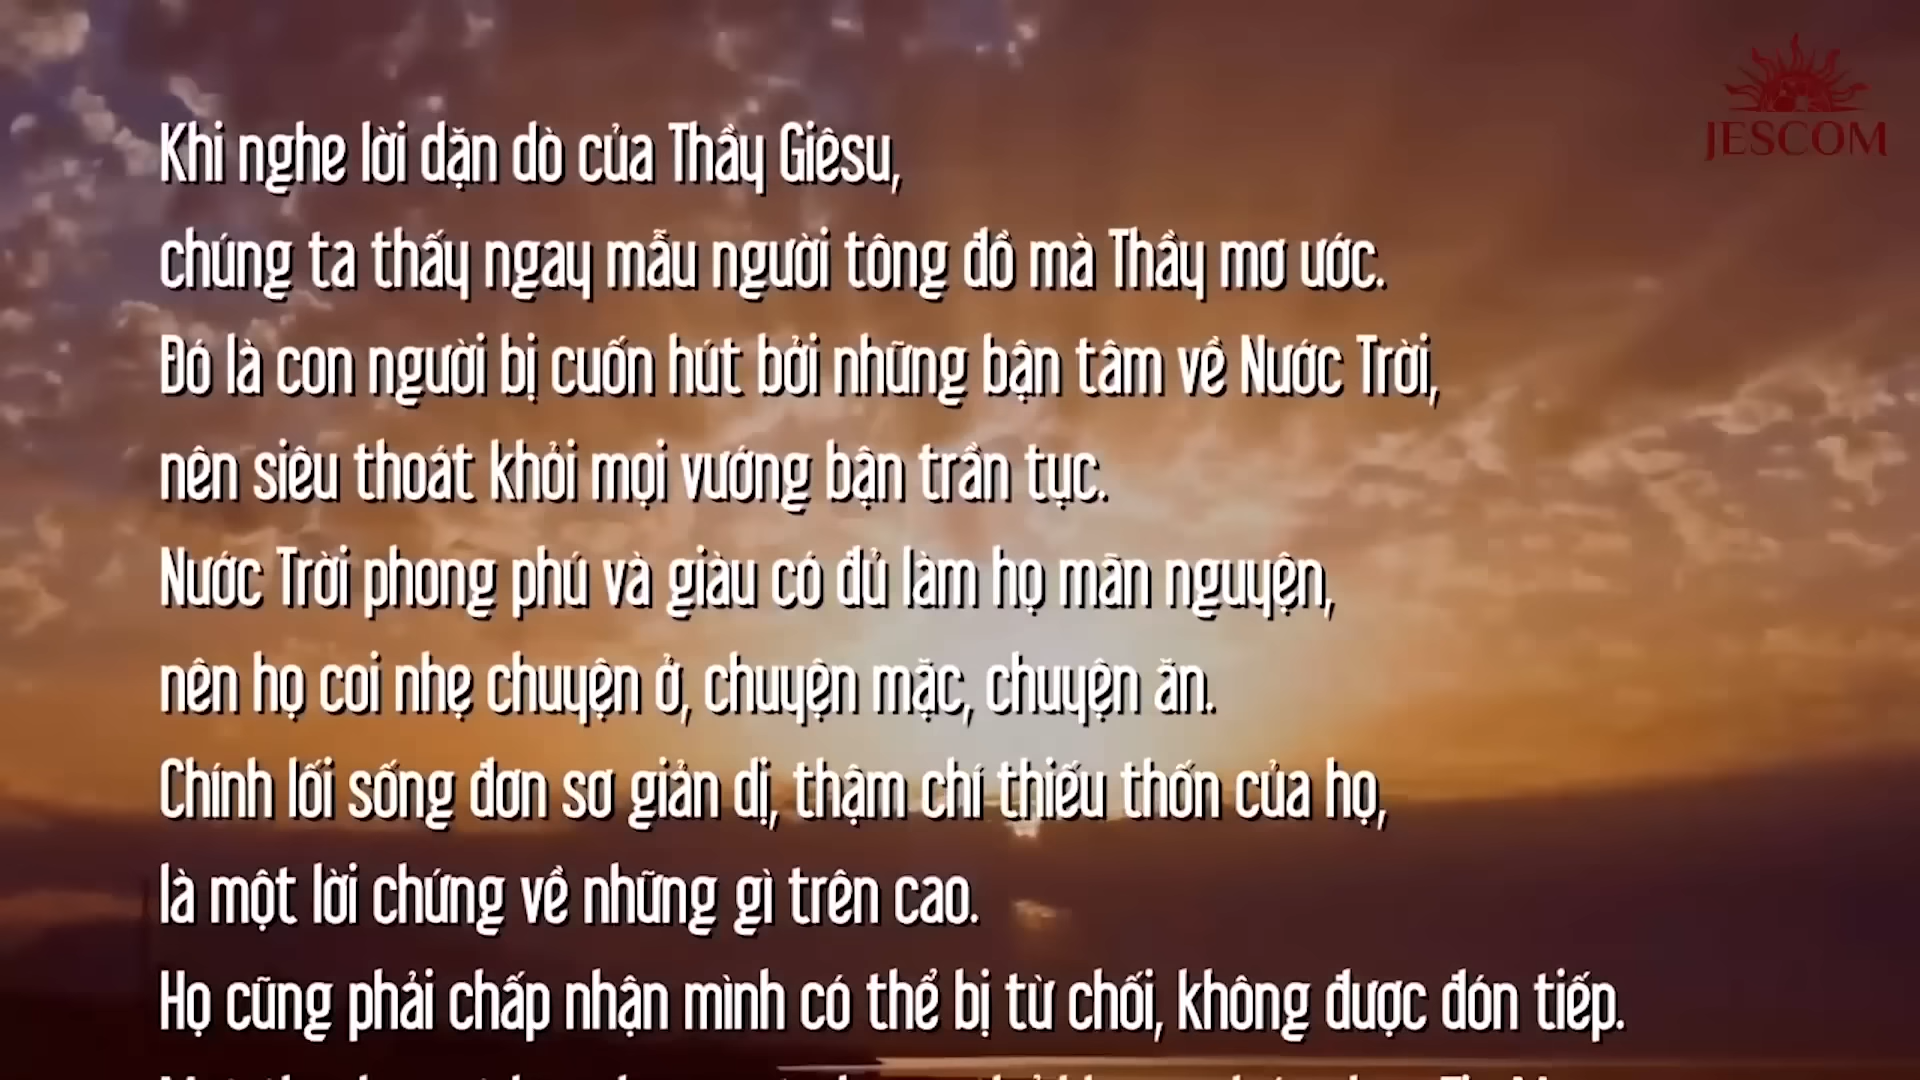 JESCOM
Khi nghe lời dặn dò của Thầy Giêsu,
chúng ta thấy ngay mẫu người tông đồ mà Thầy mơ ước.
Đó là con người bị cuốn hút bởi những bận tâm về Nước Trời,
nên siêu thoát khỏi mọi vướng bận trần tục.
Nước Trời phong phú và giàu có đủ làm họ mãn nguyện,
nên họ coi nhẹ chuyện ở, chuyện mặc, chuyện ăn.
Chính lối sống đơn sơ giản dị, thậm chí thiếu thốn của họ,
là một lời chứng về những gì trên cao.
Họ cũng phải chấp nhận mình có thể bị từ chối, không được đón tiếp.